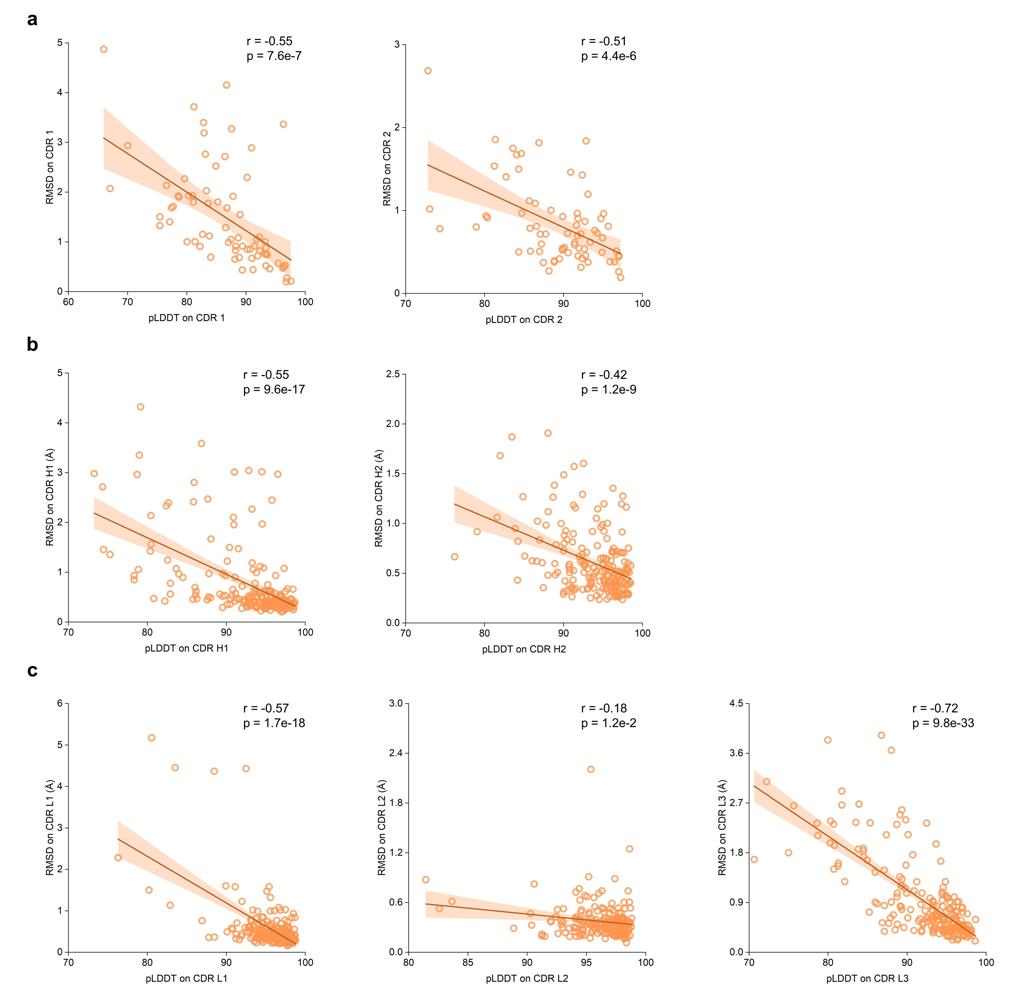 a
r = -0.55
p = 7.6e-7
5
4
3
2
1
0
RMSD on CDR 1
60
70
80
90
100
pLDDT on CDR 1
r = -0.51
p = 4.4e-6
3
2
1
0
RMSD on CDR 2
70
80
90
100
pLDDT on CDR 2
b
r = -0.55
p = 9.6e-17
5
4
3
2
1
0
RMSD on CDR H1 (Å)
70
80
90
100
pLDDT on CDR H1
r = -0.42
p = 1.2e-9
2.5
2.0
1.5
1.0
0.5
0.0
RMSD on CDR H2 (Å)
70
80
90
100
pLDDT on CDR H2
c
r = -0.57
p = 1.7e-18
6
5
4
3
2
1
0
RMSD on CDR L1 (Å)
70
80
90
100
pLDDT on CDR L1
r = -0.18
p = 1.2e-2
3.0
2.4
1.8
1.2
0.6
0.0
RMSD on CDR L2 (Å)
80
85
90
95
100
pLDDT on CDR L2
r = -0.72
p = 9.8e-33
4.5
3.6
2.7
1.8
0.9
0.0
RMSD on CDR L3 (Å)
70
80
90
100
pLDDT on CDR L3